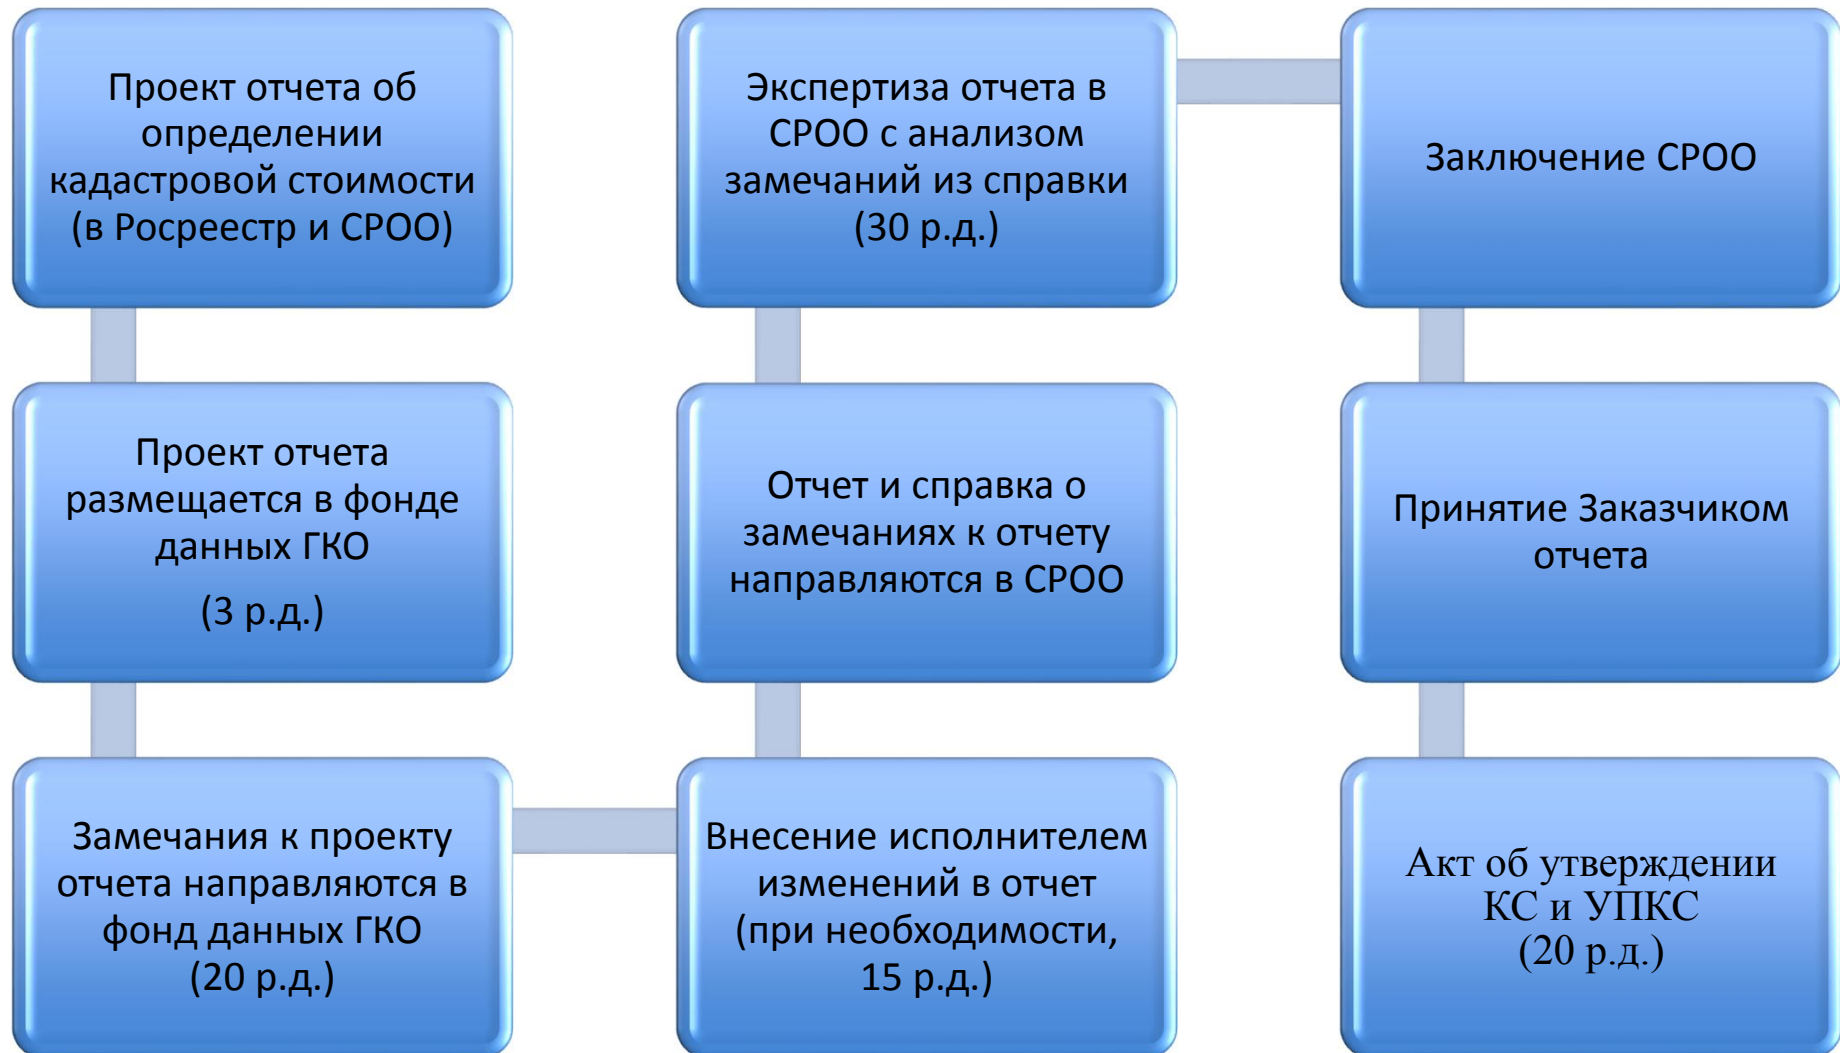 Проект отчета об
определении
кадастровой стоимости
(в Росреестр и СРОО)
Проект отчета
размещается в фонде
данных ГКО
(3 р.д.)
Замечания к проекту
отчета направляются в
фонд данных ГКО
(20 р.д.)
Внесение исполнителем
изменений в отчет
(при необходимости,
15 р.д.)
Отчет и справка о
замечаниях к отчету
направляются в СРОО
Экспертиза отчета в
СРОО с анализом
замечаний из справки
(30 р.д.)
Заключение СРОО
Принятие Заказчиком
отчета
Акт об утверждении
КС и УПКС
(20 р.д.)